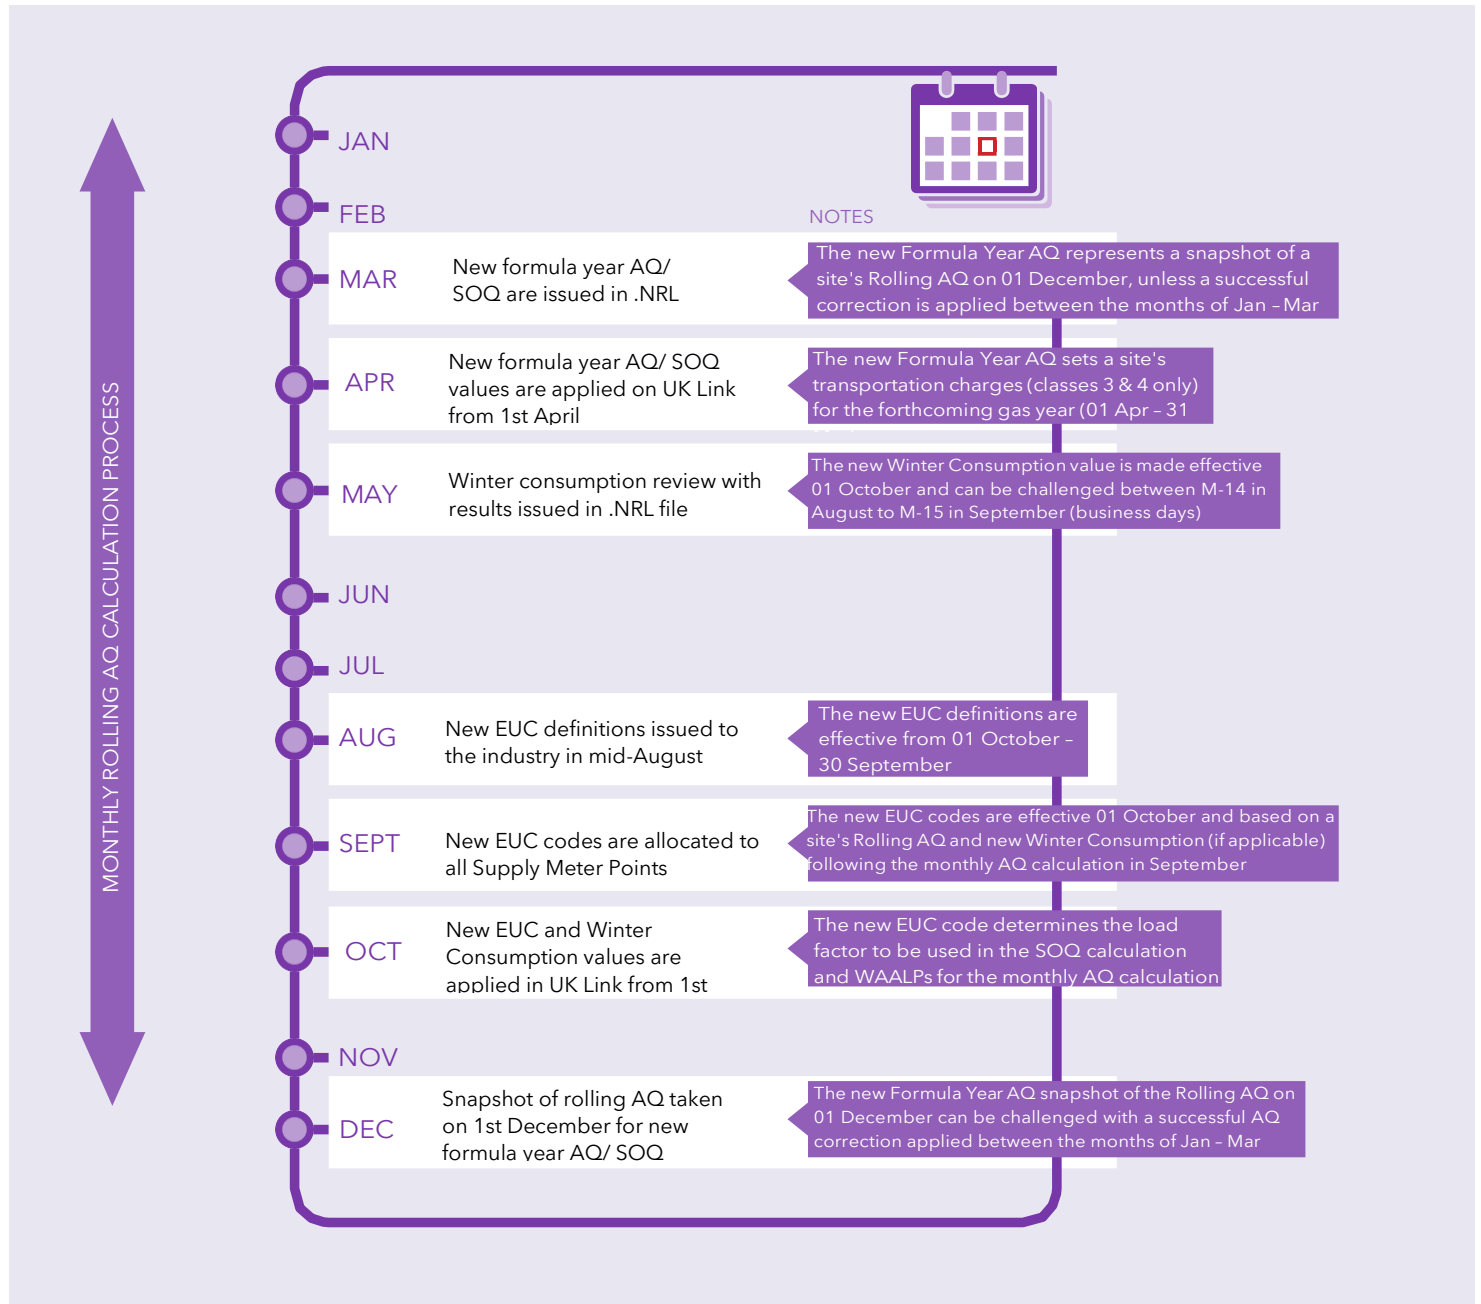 MONTHLY ROLLING AQ CALCULATION PROCESS
JAN
FEB
NOTES
MAR
New formula year AQ/
SOQ are issued in .NRL
The new Formula Year AQ represents a snapshot of a
site's Rolling AQ on 01 December, unless a successful
correction is applied between the months of Jan – Mar
APR
New formula year AQ/ SOQ
values are applied on UK Link
from 1st April
The new Formula Year AQ sets a site's
transportation charges (classes 3 & 4 only)
for the forthcoming gas year (01 Apr – 31
MAY
Winter consumption review with
results issued in .NRL file
The new Winter Consumption value is made effective
01 October and can be challenged between M-14 in
August to M-15 in September (business days)
JUN
JUL
AUG
New EUC definitions issued to
the industry in mid-August
The new EUC definitions are
effective from 01 October –
30 September
SEPT
New EUC codes are allocated to
all Supply Meter Points
The new EUC codes are effective 01 October and based on a
site's Rolling AQ and new Winter Consumption (if applicable)
following the monthly AQ calculation in September
OCT
New EUC and Winter
Consumption values are
applied in UK Link from 1st
The new EUC code determines the load
factor to be used in the SOQ calculation
and WAALPs for the monthly AQ calculation
NOV
DEC
Snapshot of rolling AQ taken
on 1st December for new
formula year AQ/ SOQ
The new Formula Year AQ snapshot of the Rolling AQ on
01 December can be challenged with a successful AQ
correction applied between the months of Jan – Mar